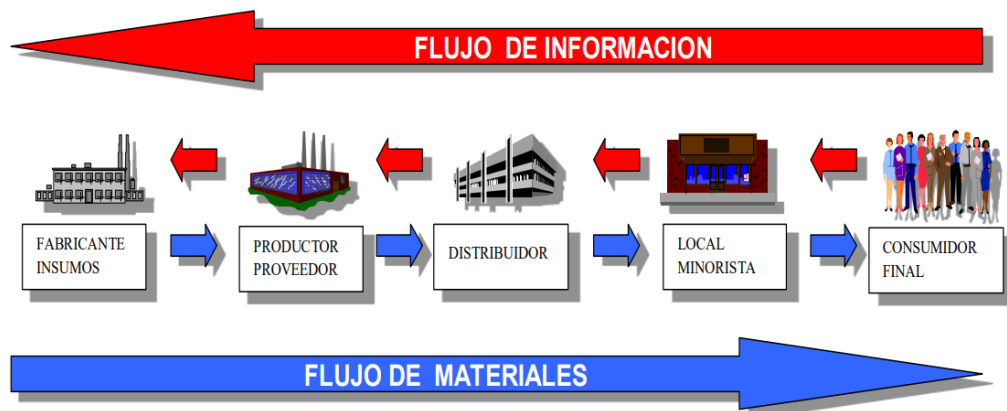 FLUJO DE INFORMACION
FABRICANTE
INSUMOS
PRODUCTOR
PROVEEDOR
DISTRIBUIDOR
LOCAL
MINORISTA
CONSUMIDOR
FINAL
FLUJO DE MATERIALES